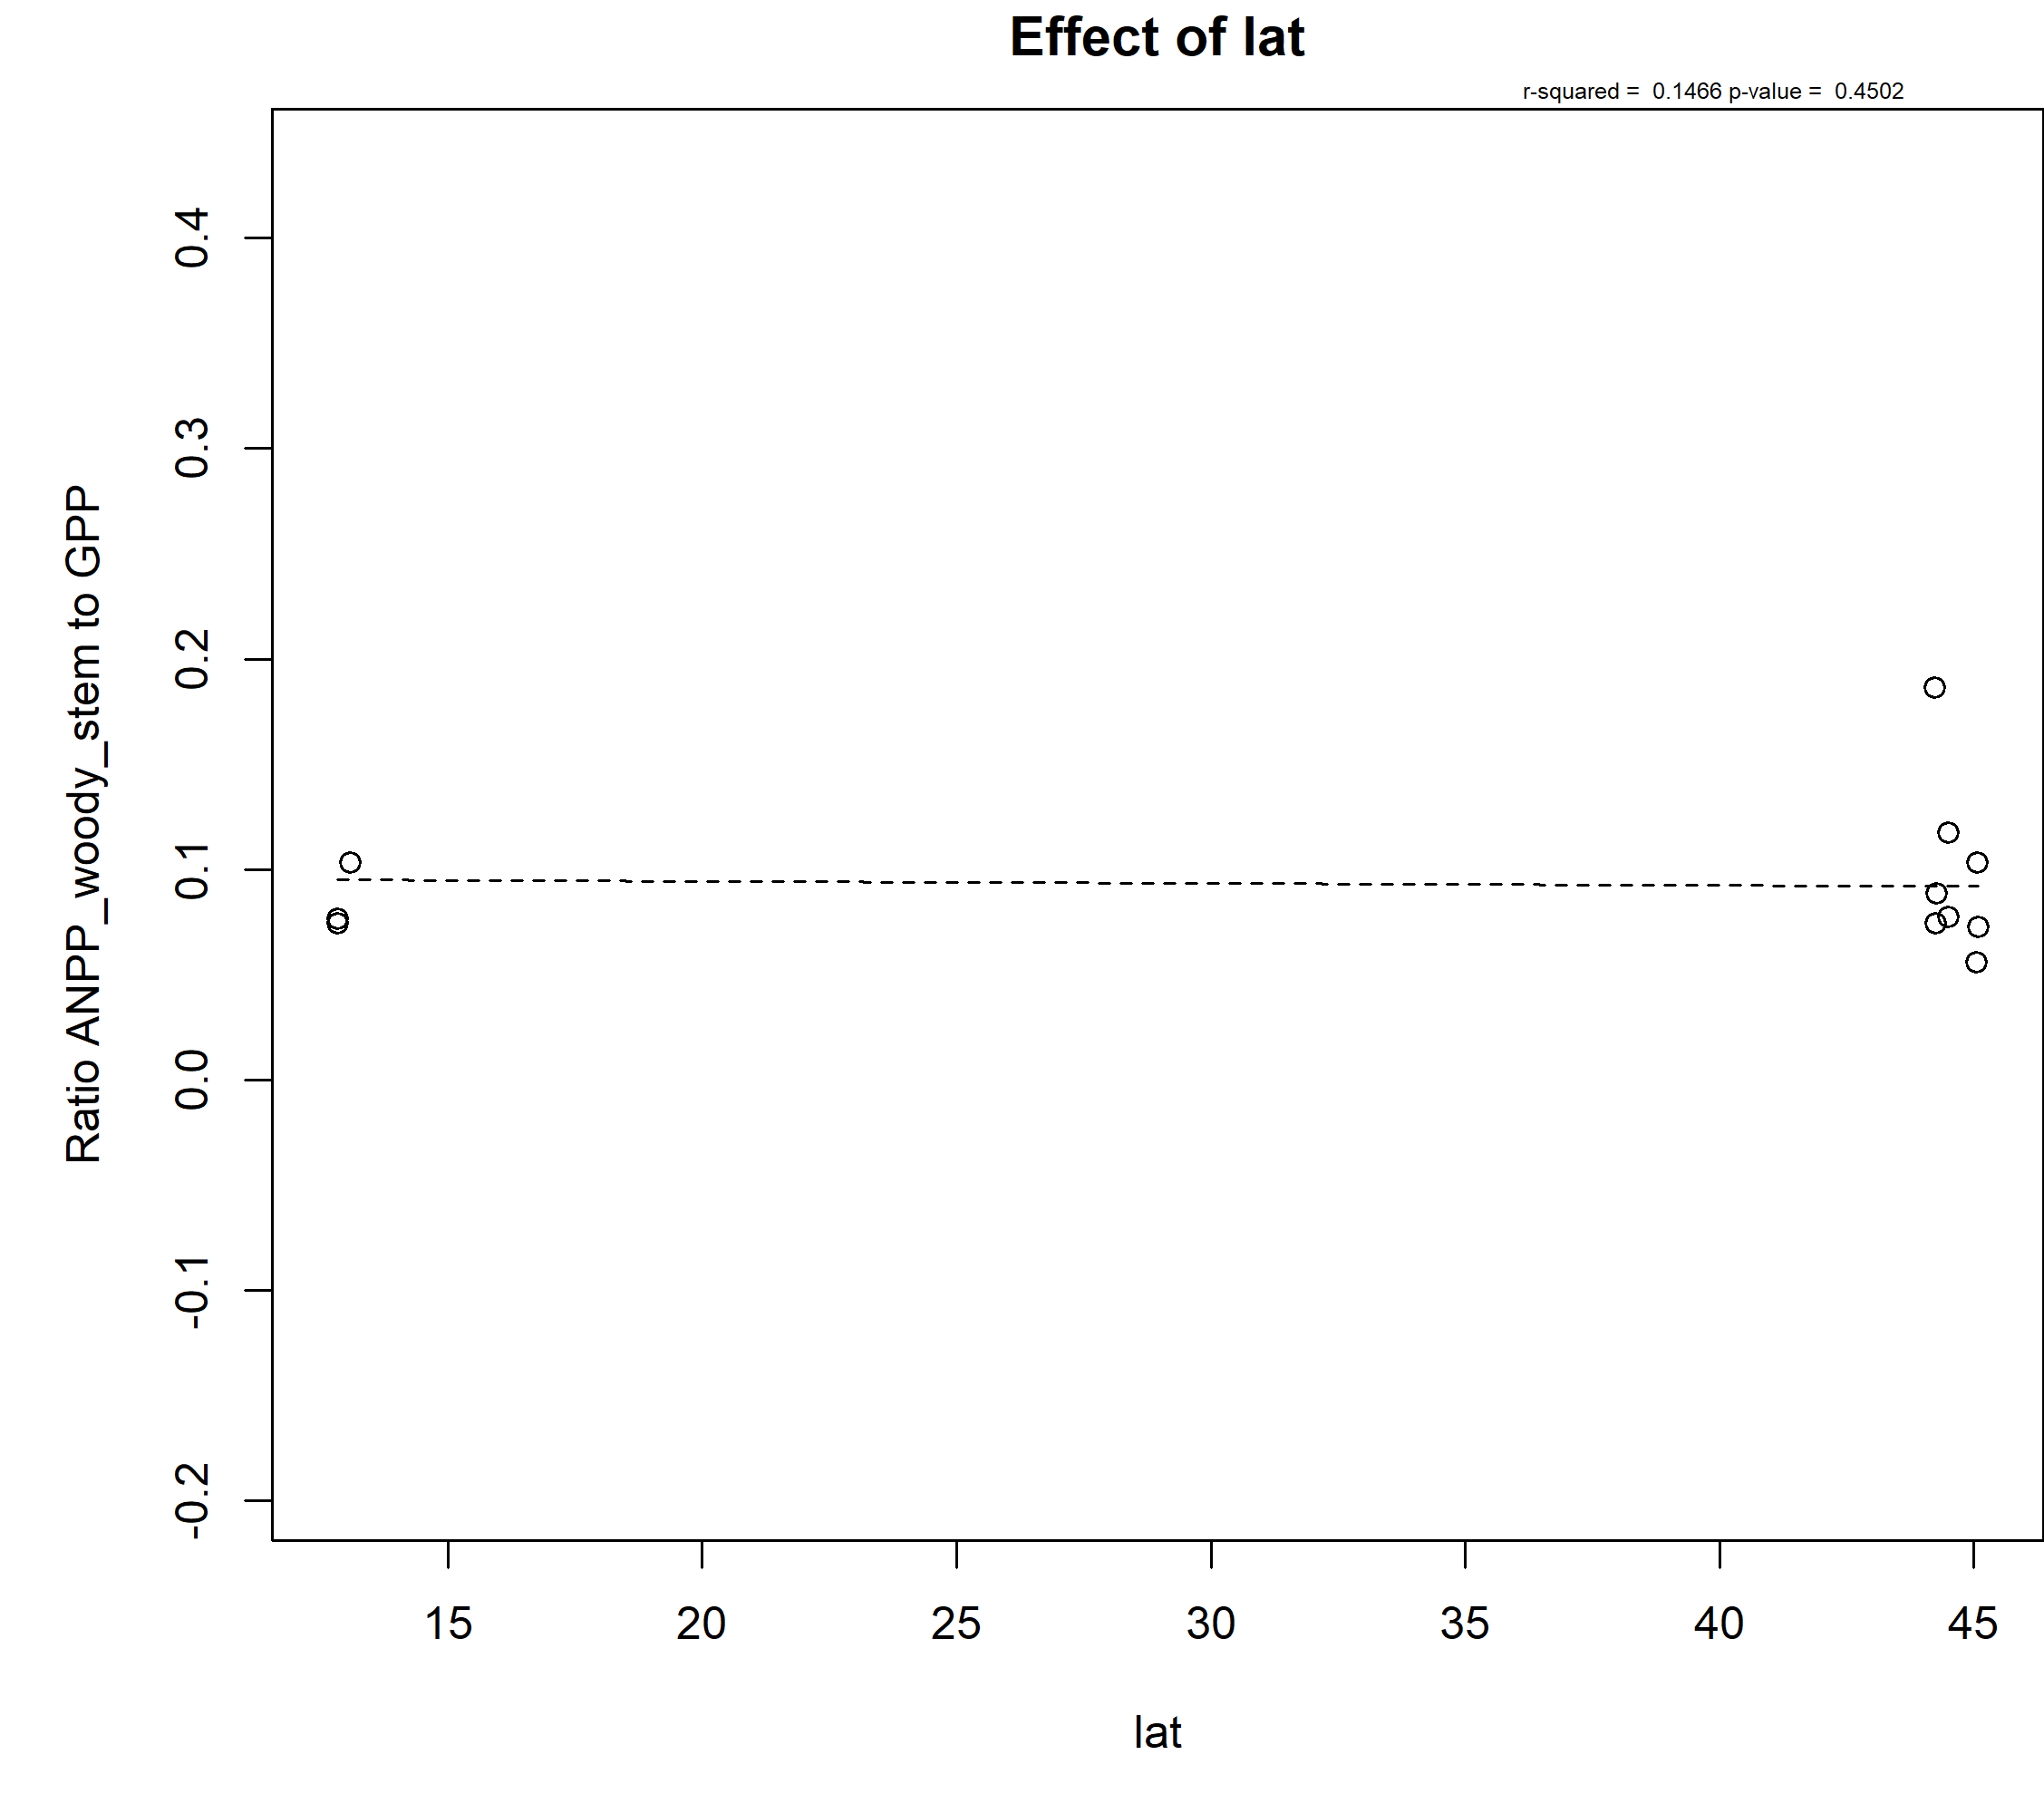 Effect of lat
r-squared = 0.1466 p-value = 0.4502
Ratio ANPP_woody_stem to GPP
0.4
0.3
0.2
0.1
0.0
-0.1
-0.2
15 20 25 30 35 40 45
lat